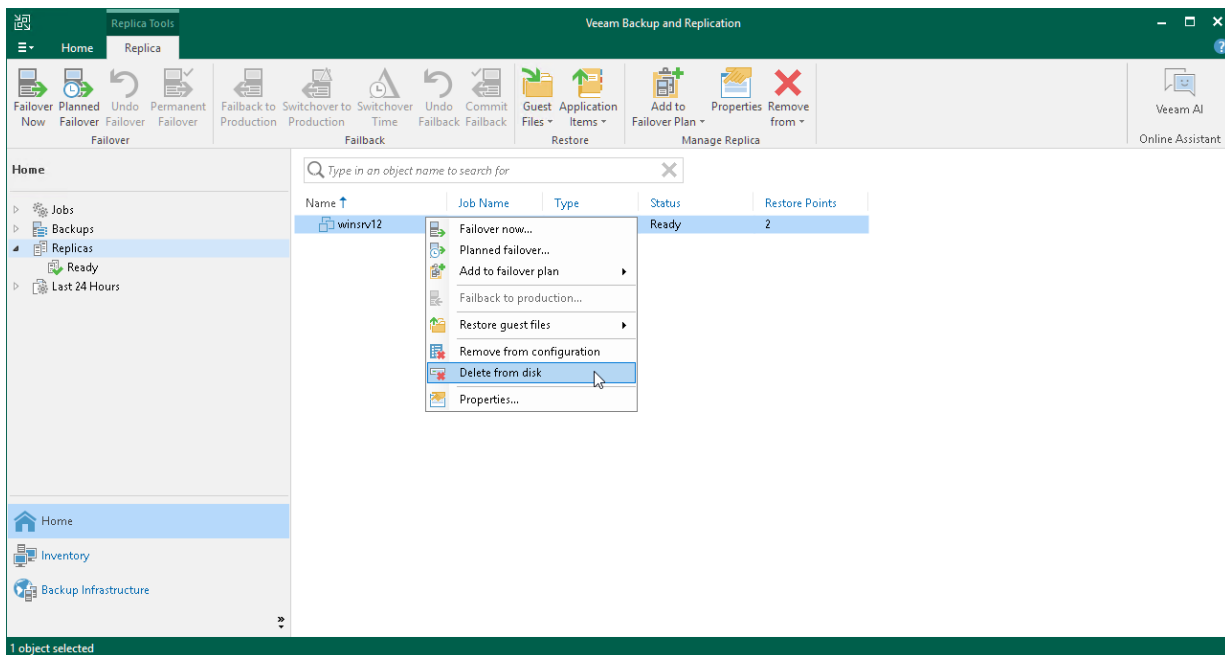 Replica Tools
Veeam Backup and Replication
Home
Replica
Failover Now
Planned Failover
Undo Failover
Permanent Failover
Failback to Production
Switchover to Production
Switchover Time
Undo Failback
Commit Failback
Guest Files
Application Items
Add to Failover Plan
Properties
Remove from
Veeam AI
Failover
Failback
Restore
Manage Replica
Online Assistant
Home
Type in an object name to search for
Jobs
Backups
Replicas
Ready
Last 24 Hours
Name Job Name Type Status Restore Points
winsrv12 Ready 2
Failover now...
Planned failover...
Add to failover plan
Failback to production...
Restore guest files
Remove from configuration
Delete from disk
Properties...
Home
Inventory
Backup Infrastructure
1 object selected